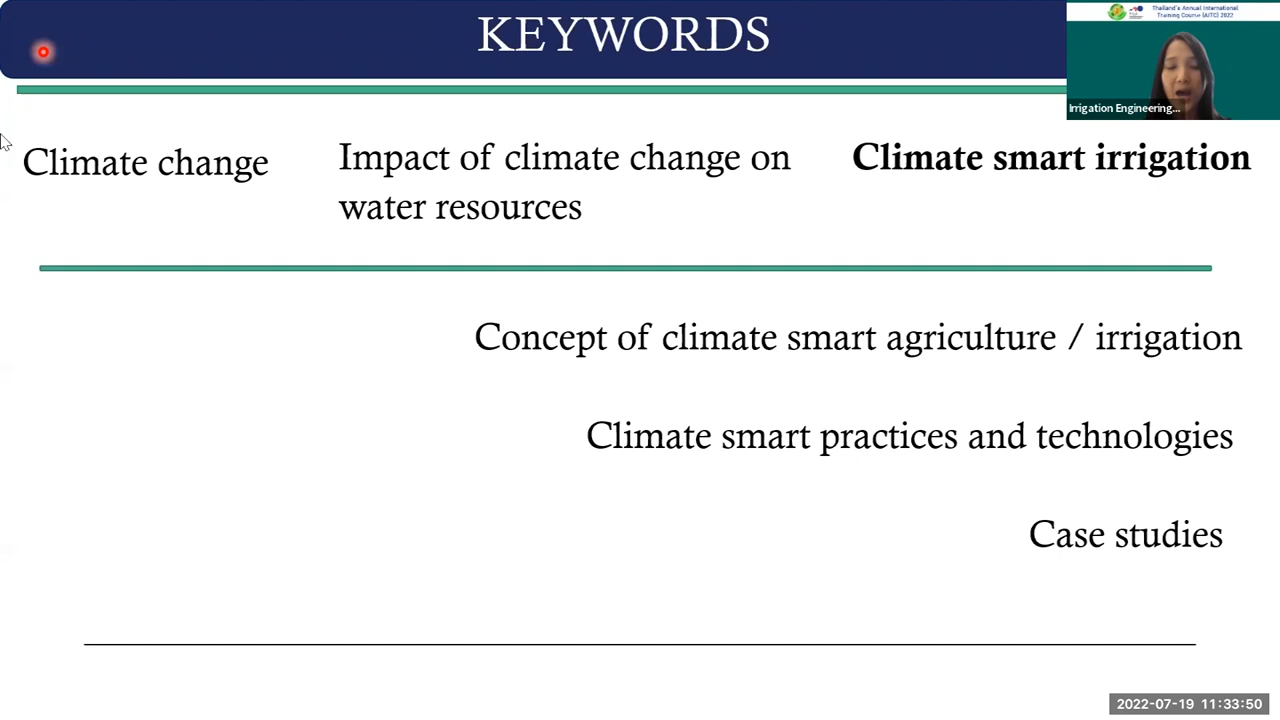 KEYWORDS
Thailand's Annual International
Training Course (AITC) 2022
Irrigation Engineering...
Climate change
Impact of climate change on
water resources
Climate smart irrigation
Concept of climate smart agriculture / irrigation
Climate smart practices and technologies
Case studies
2022-07-19 11:33:50